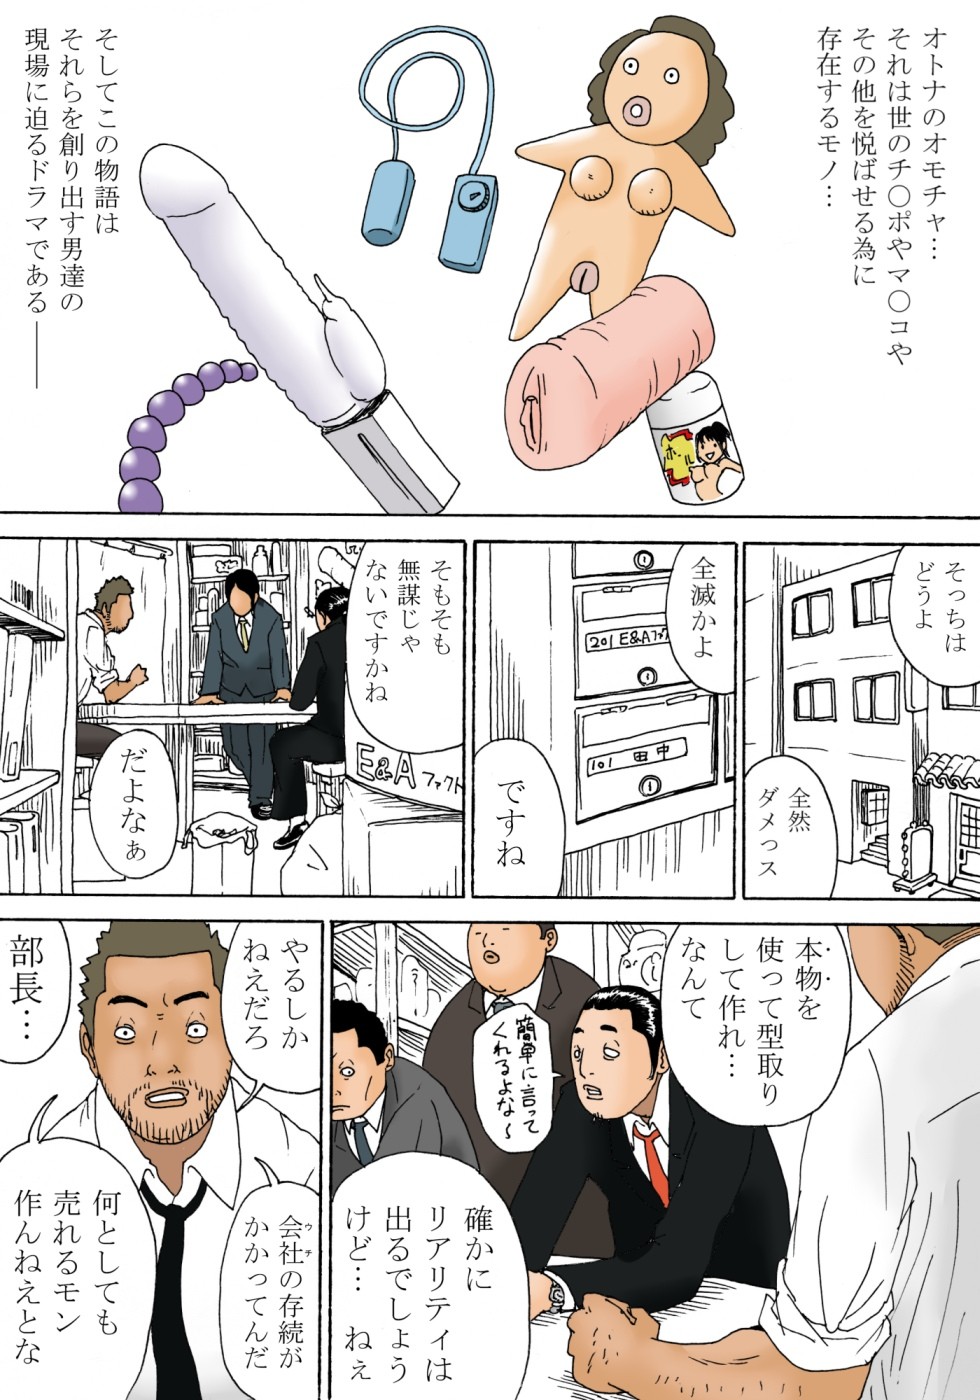 オトナのオモチャ…
それは世のチ〇ポやマ〇コや
その他を悦ばせる為に
存在するモノ…
ホール
そしてこの物語は
それらを創り出す男達の
現場に迫るドラマである――
そっちは
どうよ
全然
ダメっス
全滅かよ
201 E&Aファクト
101 田中
ですね
そもそも
無謀じゃ
ないですかね
E&A
ファクト
だよなぁ
本物を
使って型取り
して作れ…
なんて
簡単に言って
くれるよな～
確かに
リアリティは
出るでしょう
けど… ねぇ
やるしか
ねえだろ
部長…
会社の存続が
ウチ
かかってんだ
何としても
売れるモン
作んねえとな